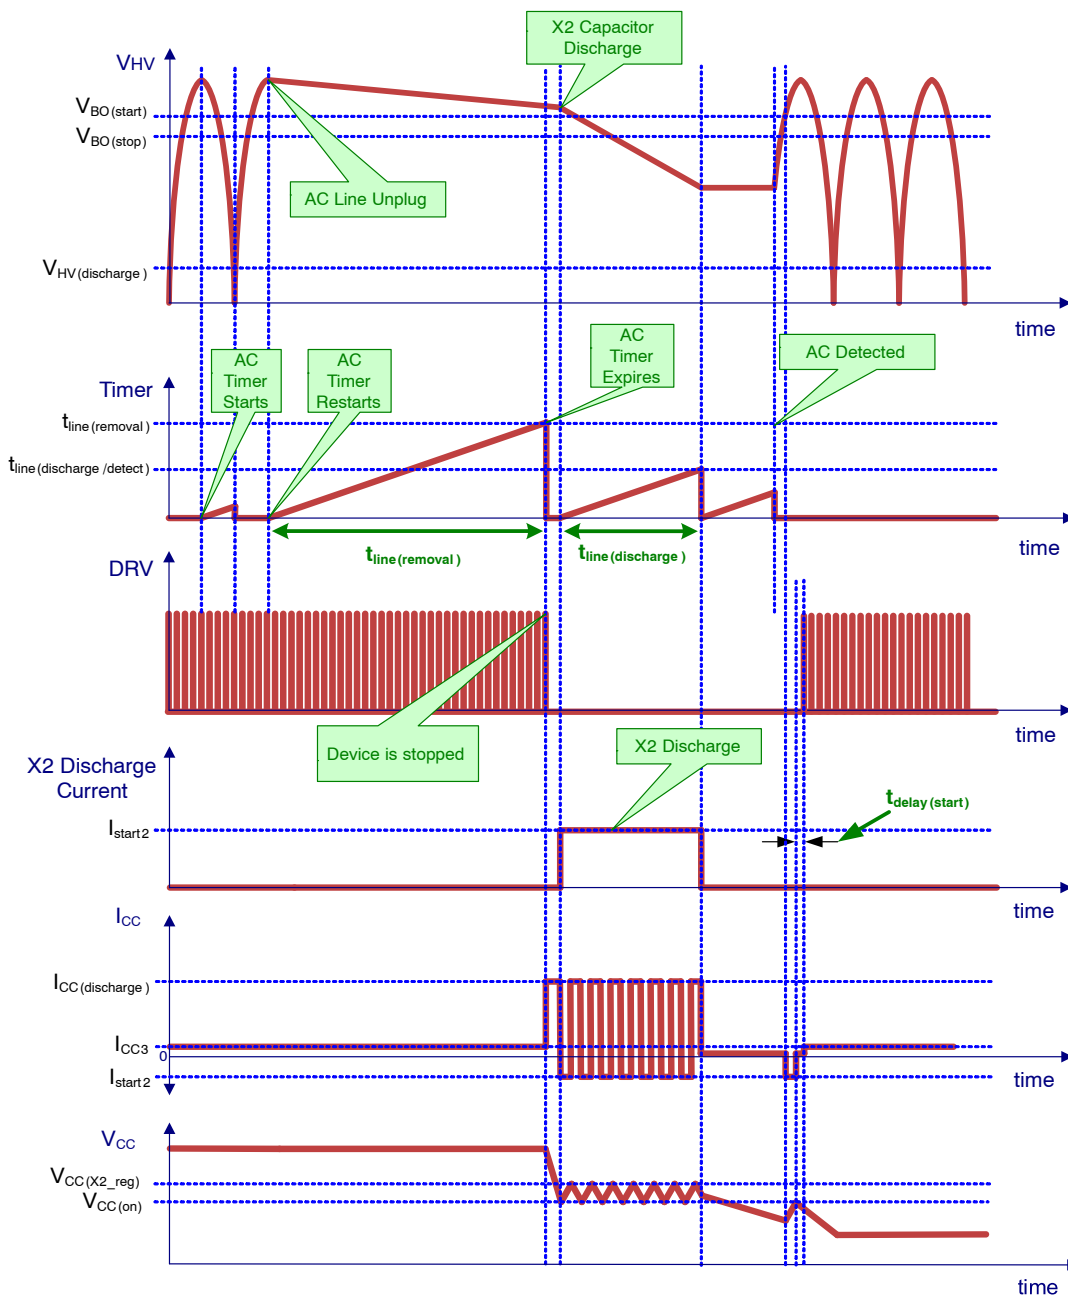 X2 Capacitor
Discharge
VHV
VBO(start)
VBO(stop)
AC Line Unplug
VHV(discharge)
time
AC
Timer
Starts
AC
Timer
Restarts
AC
Timer
Expires
AC Detected
Timer
tline(removal)
tline(discharge/detect)
tline(removal)
tline(discharge)
time
DRV
Device is stopped
time
X2 Discharge
X2 Discharge
Current
tdelay(start)
Istart2
time
ICC
ICC(discharge)
ICC3
0
Istart2
time
VCC
VCC(X2_reg)
VCC(on)
time